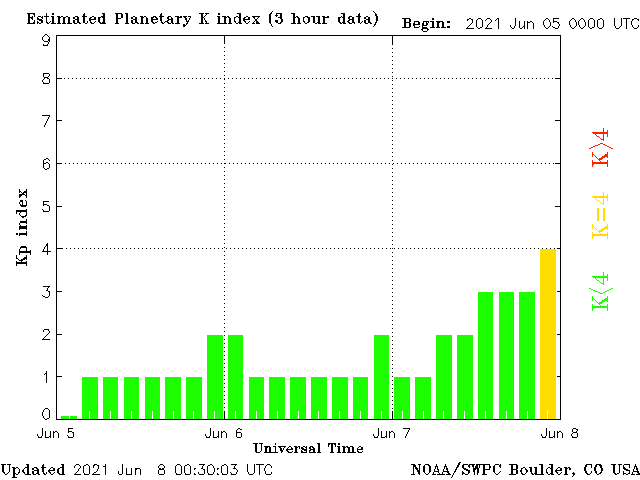 Estimated Planetary K index (3 hour data) Begin: 2021 Jun 05 0000 UTC
9
8
7
6
5
4
3
2
1
0
Kp index
K>4
K=4
K<4
Jun 5 Jun 6 Jun 7 Jun 8
Universal Time
Updated 2021 Jun 8 00:30:03 UTC NOAA/SWPC Boulder, CO USA